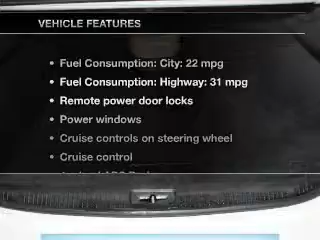 VEHICLE FEATURES
• Fuel Consumption: City: 22 mpg
• Fuel Consumption: Highway: 31 mpg
• Remote power door locks
• Power windows
• Cruise controls on steering wheel
• Cruise control